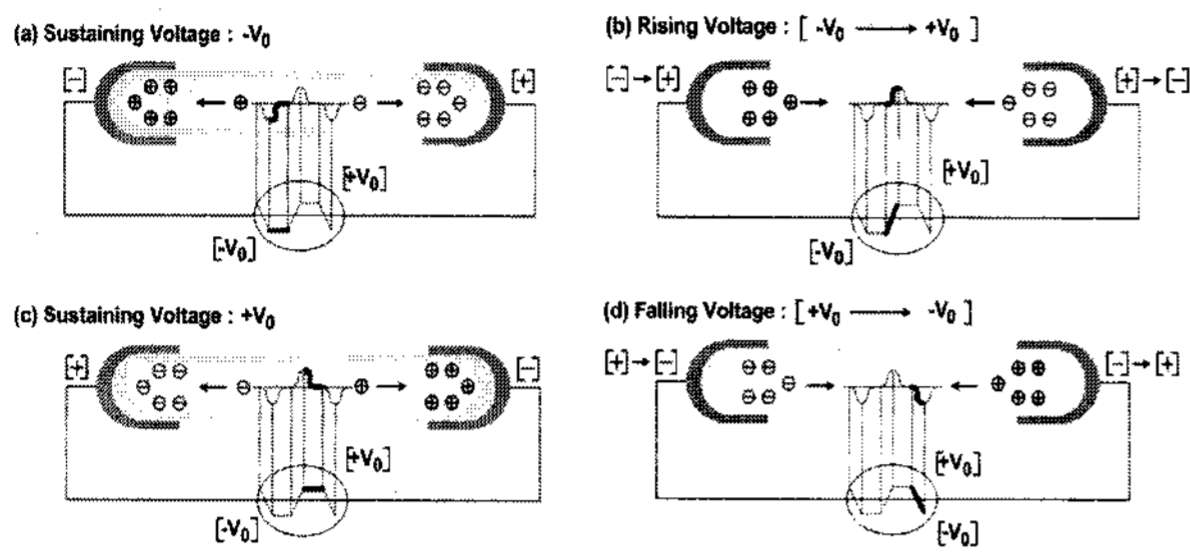 (a) Sustaining Voltage : -V₀
[−] [+]
⊕ ⊕ ⊕ ⊕ ⊕ ⊕ ⊖ ⊖ ⊖ ⊖ ⊖ ⊖
[+V₀]
[-V₀]
(b) Rising Voltage : [ -V₀ ⟶ +V₀ ]
[−]→[+] [+]→[−]
⊕ ⊕ ⊕ ⊕ ⊕ ⊖ ⊖ ⊖ ⊖ ⊖
[+V₀]
[-V₀]
(c) Sustaining Voltage : +V₀
[+] [−]
⊖ ⊖ ⊖ ⊖ ⊖ ⊖ ⊕ ⊕ ⊕ ⊕ ⊕ ⊕
[+V₀]
[-V₀]
(d) Falling Voltage : [ +V₀ ⟶ -V₀ ]
[+]→[−] [−]→[+]
⊖ ⊖ ⊖ ⊖ ⊖ ⊕ ⊕ ⊕ ⊕ ⊕
[+V₀]
[-V₀]